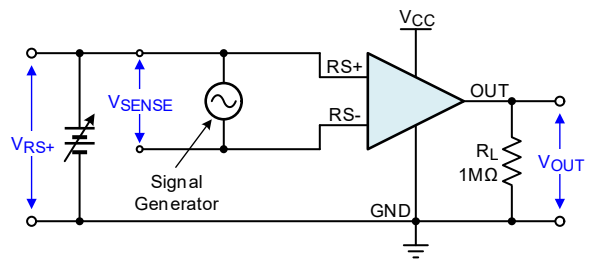 VCC
RS+
VSENSE
OUT
RS-
VRS+
RL
1MΩ
VOUT
Signal
Generator
GND